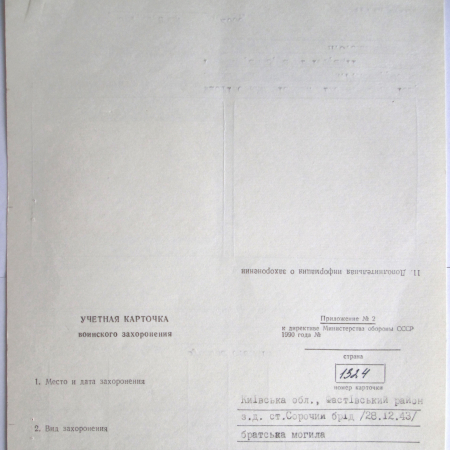 11. Дополнительная информация о захоронении
УЧЕТНАЯ КАРТОЧКА
воинского захоронения
Приложение № 2
к директиве Министерства обороны СССР
1990 года №
страна
1324
номер карточки
1. Место и дата захоронения
Київська обл., Фастівський район
з.д. ст.Сорочий брід /28.12.43/
2. Вид захоронения
братська могила